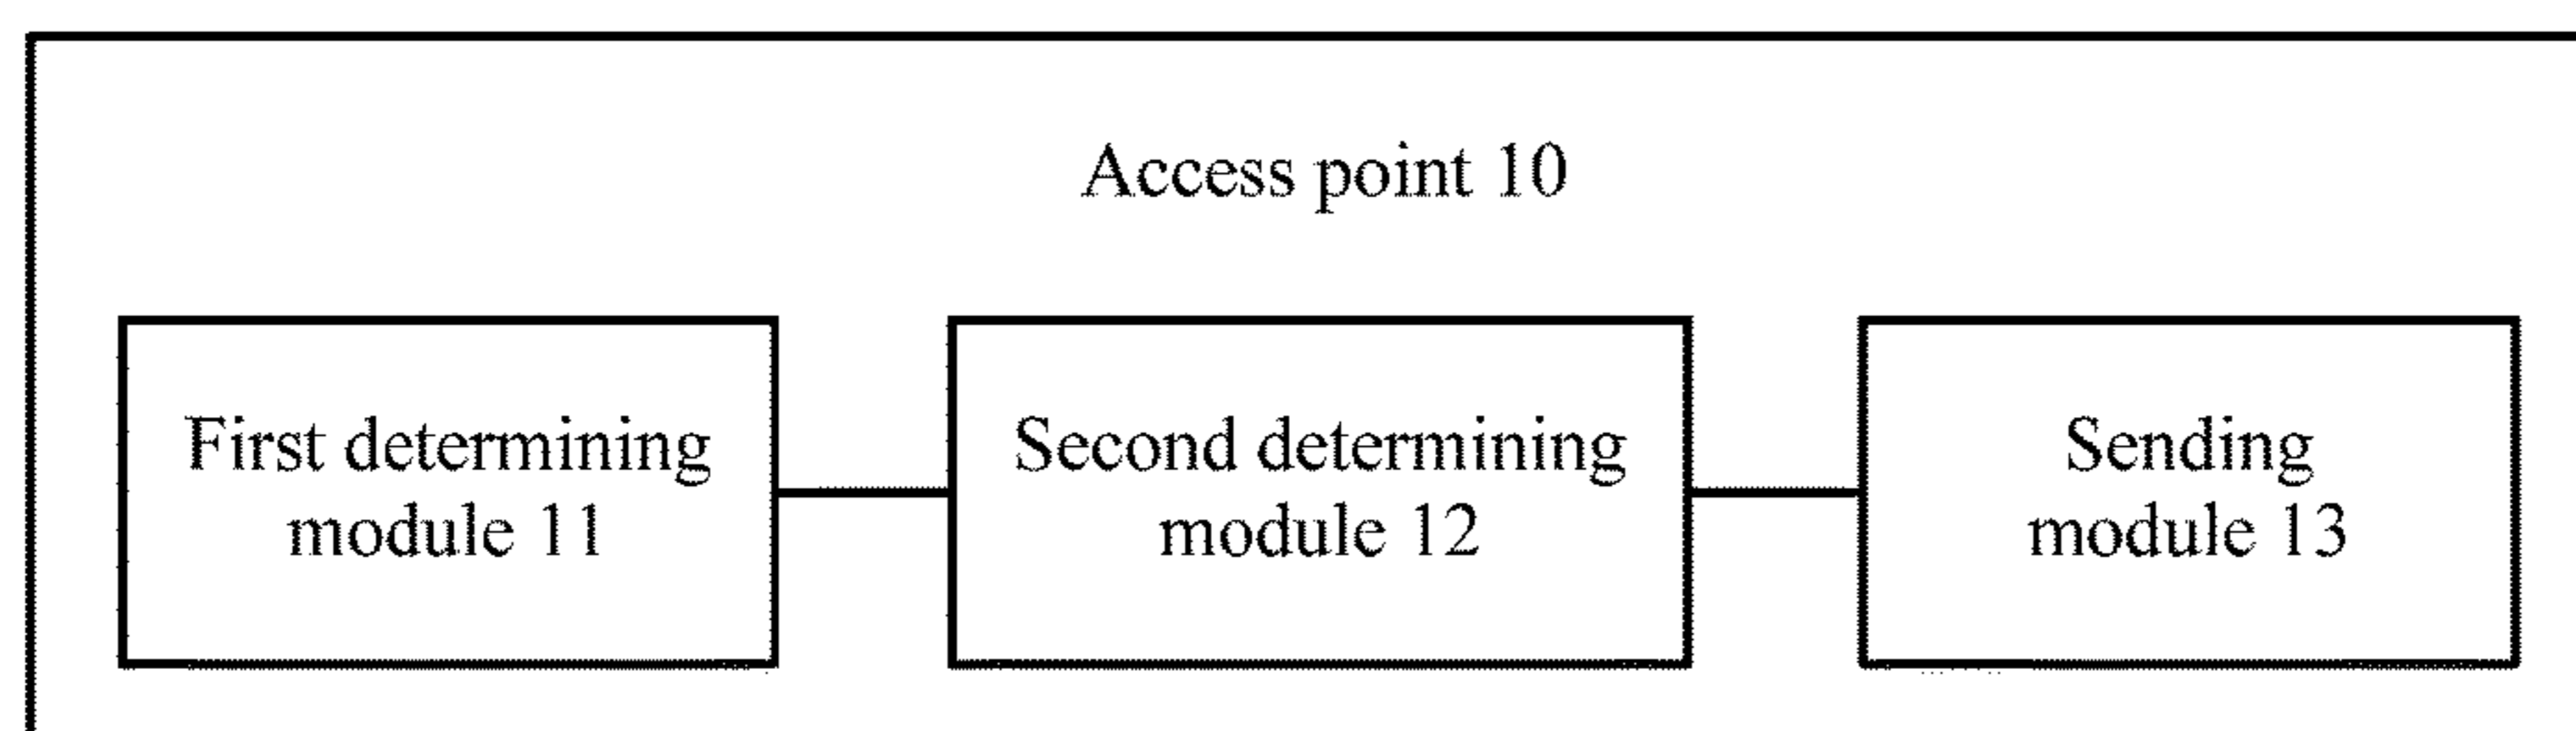 Access point 10
First determining
module 11
Second determining
module 12
Sending
module 13